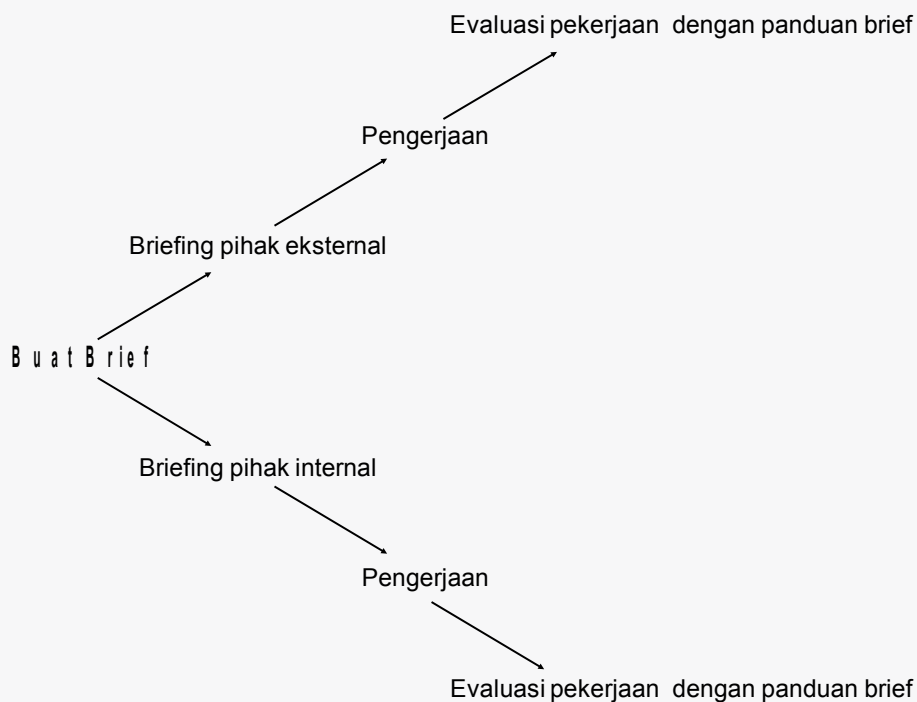 Evaluasi pekerjaan dengan panduan brief
Pengerjaan
Briefing pihak eksternal
Buat Brief
Briefing pihak internal
Pengerjaan
Evaluasi pekerjaan dengan panduan brief